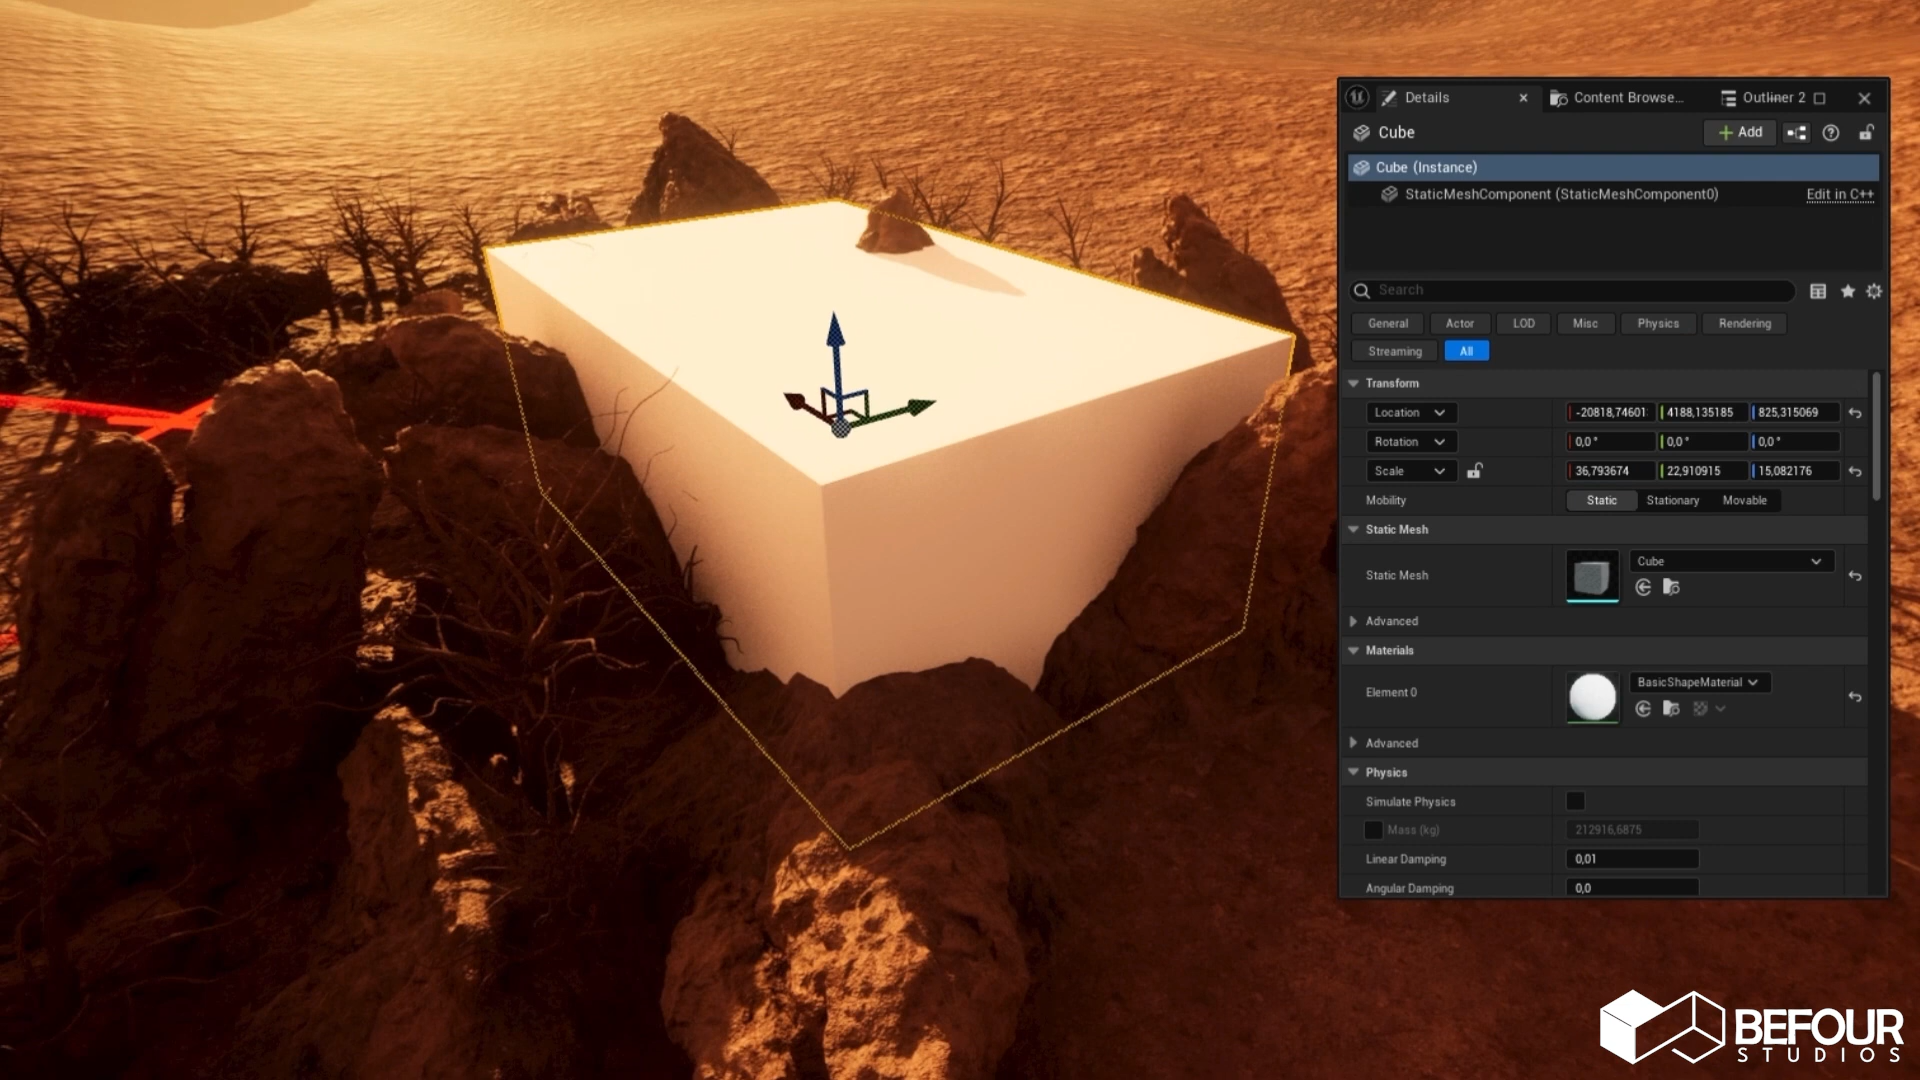 Details
Content Browse...
Outliner 2
Cube
Add
Cube (Instance)
StaticMeshComponent (StaticMeshComponent0)
Edit in C++
Search
General
Actor
LOD
Misc
Physics
Rendering
Streaming
All
Transform
Location
-20818,74601
4188,135185
825,315069
Rotation
0,0 °
0,0 °
0,0 °
Scale
36,793674
22,910915
15,082176
Mobility
Static
Stationary
Movable
Static Mesh
Static Mesh
Cube
Advanced
Materials
Element 0
BasicShapeMaterial
Advanced
Physics
Simulate Physics
Mass (kg)
212916,6875
Linear Damping
0,01
Angular Damping
0,0
BEFOUR
STUDIOS